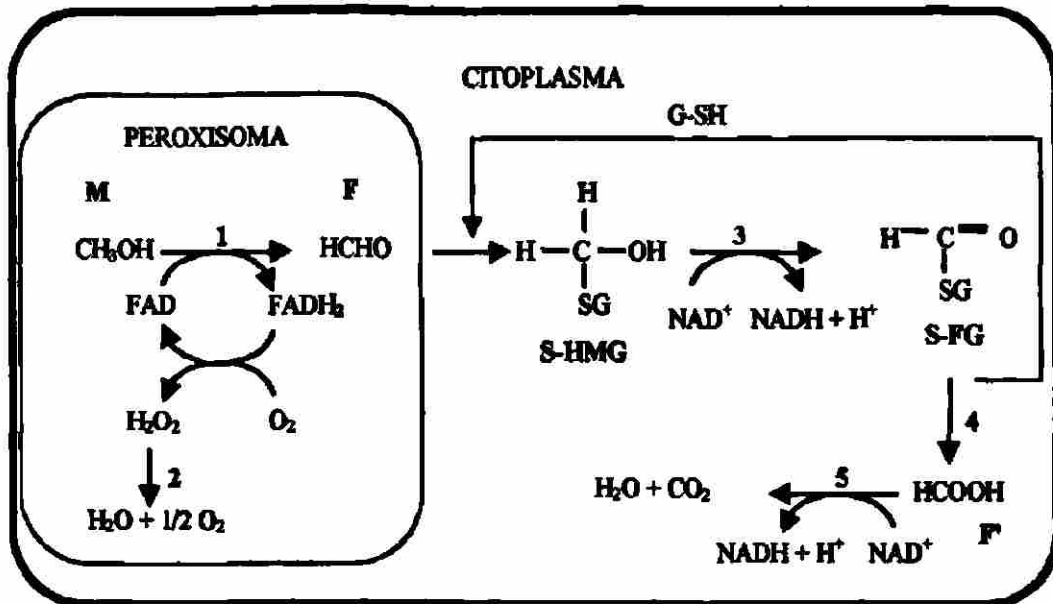 CITOPLASMA
G-SH
PEROXISOMA
M
F
CH₃OH
1
HCHO
FAD
FADH₂
H₂O₂
O₂
2
H₂O + 1/2 O₂
H
H
C
OH
SG
S-HMG
3
NAD⁺
NADH + H⁺
H
C
O
SG
S-FG
4
HCOOH
F'
5
H₂O + CO₂
NADH + H⁺
NAD⁺